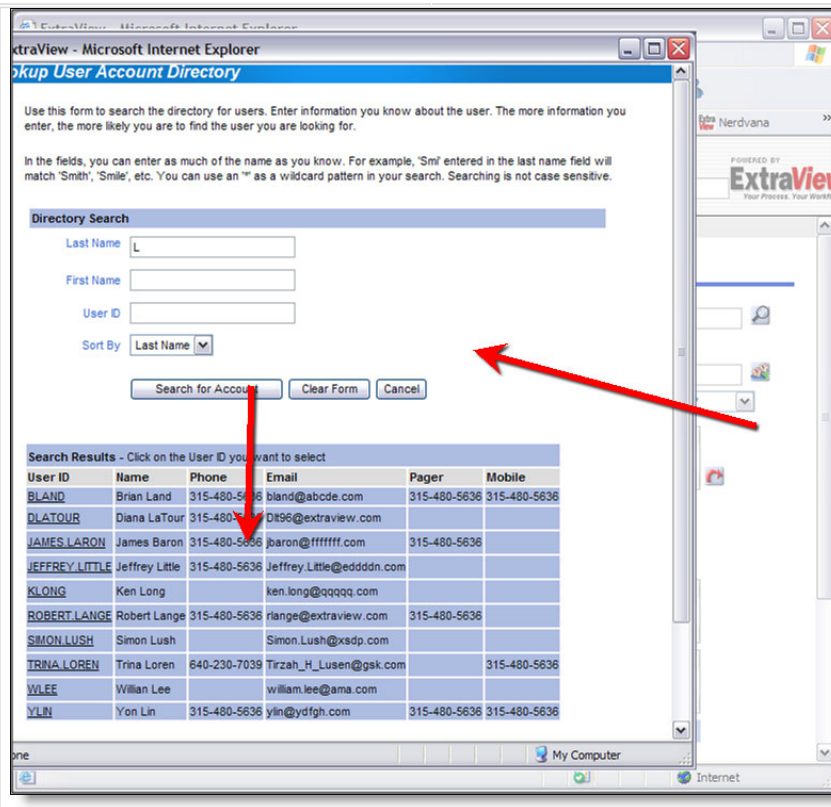 ExtraView - Microsoft Internet Explorer
xtraView - Microsoft Internet Explorer
okup User Account Directory
Use this form to search the directory for users. Enter information you know about the user. The more information you
enter, the more likely you are to find the user you are looking for.
In the fields, you can enter as much of the name as you know. For example, 'Smi' entered in the last name field will
match 'Smith', 'Smile', etc. You can use an '*' as a wildcard pattern in your search. Searching is not case sensitive.
Directory Search
Last Name L
First Name
User ID
Sort By Last Name
Search for Account Clear Form Cancel
Search Results - Click on the User ID you want to select
User ID Name Phone Email Pager Mobile
BLAND Brian Land 315-480-5636 bland@abcde.com 315-480-5636 315-480-5636
DLATOUR Diana LaTour 315-480- Dlt96@extraview.com
JAMES.LARON James Baron 315-480-5636 jbaron@fffffff.com 315-480-5636
JEFFREY.LITTLE Jeffrey Little 315-480-5636 Jeffrey.Little@eddddn.com
KLONG Ken Long ken.long@qqqqq.com
ROBERT.LANGE Robert Lange 315-480-5636 rlange@extraview.com 315-480-5636
SIMON.LUSH Simon Lush Simon.Lush@xsdp.com
TRINA.LOREN Trina Loren 640-230-7039 Tirzah_H_Lusen@gsk.com 315-480-5636
WLEE Willian Lee william.lee@ama.com
YLIN Yon Lin 315-480-5636 ylin@ydfgh.com 315-480-5636 315-480-5636
one My Computer
Internet
Extra View Nerdvana »
POWERED BY
ExtraView
Your Process. Your Workfl